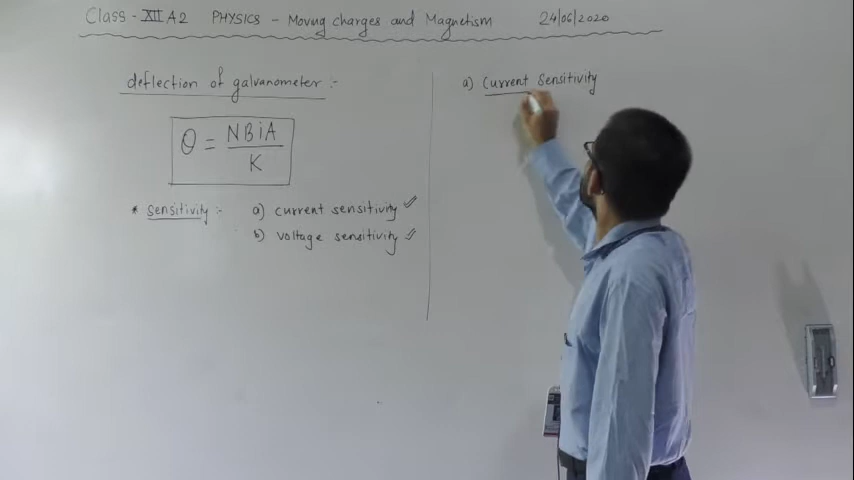 Class - XII A2 PHYSICS - Moving charges and Magnetism 24/06/2020
deflection of galvanometer :-
θ = NBiA / K
* Sensitivity :- a) current sensitivity
b) voltage sensitivity
a) Current Sensitivity